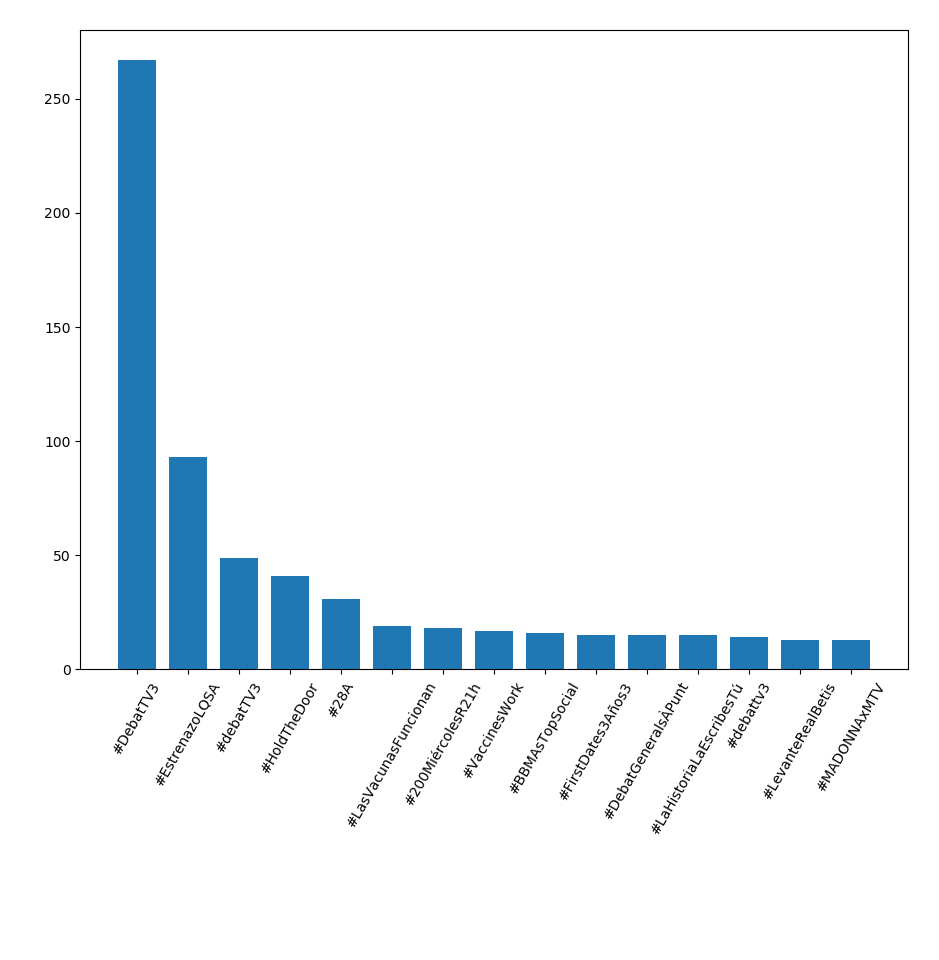 250
200
150
100
50
0
#DebatTV3
#EstrenazoLQSA
#debatTV3
#HoldTheDoor
#28A
#LasVacunasFuncionan
#200MiércolesR21h
#VaccinesWork
#BBMAsTopSocial
#FirstDates3Años3
#DebatGeneralsÀPunt
#LaHistoriaLaEscribesTú
#debattv3
#LevanteRealBetis
#MADONNAxMTV